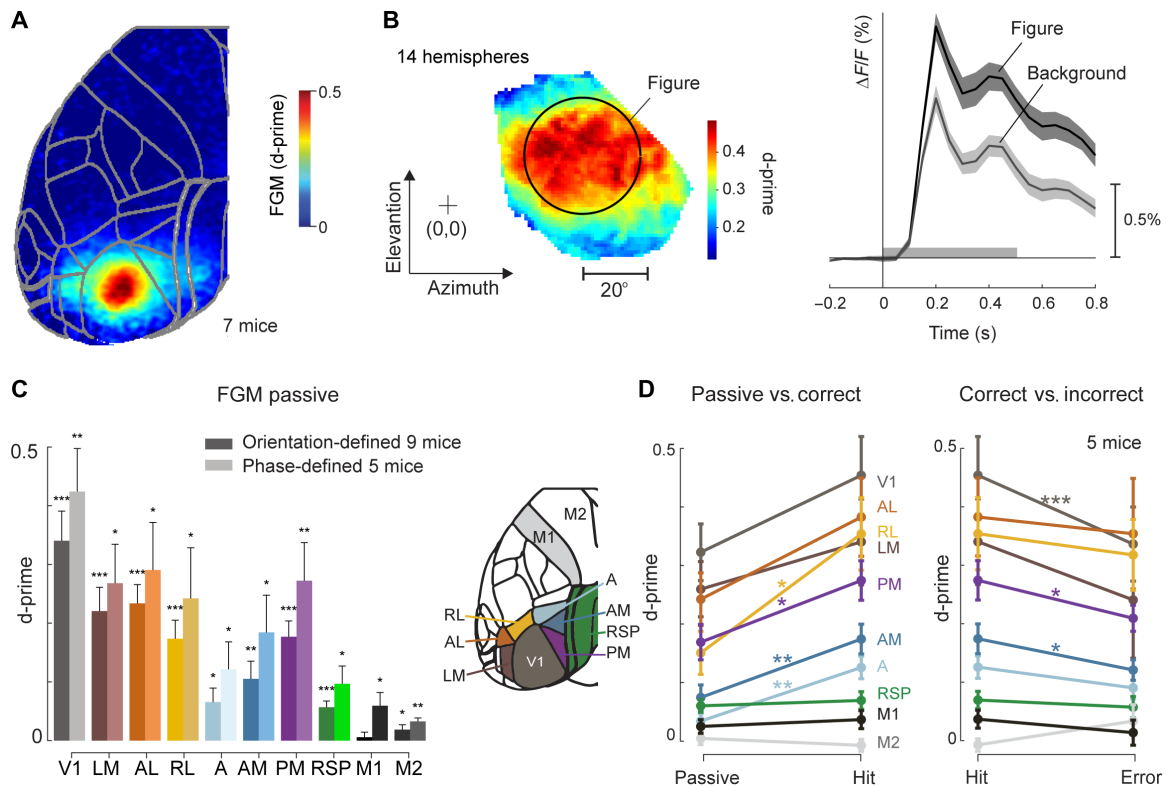 A
FGM (d-prime)
0.5
0
7 mice
B
14 hemispheres
Figure
Elevantion
(0,0)
Azimuth
20°
0.4
0.3
0.2
d-prime
ΔF/F (%)
Figure
Background
0.5%
−0.2 0 0.2 0.4 0.6 0.8
Time (s)
C
FGM passive
Orientation-defined 9 mice
Phase-defined 5 mice
d-prime
0.5
0
*** ** *** * *** * *** * * * ** * *** ** *** * * * **
V1 LM AL RL A AM PM RSP M1 M2
M2
M1
A
RL
AM
AL
RSP
V1
PM
LM
D
Passive vs. correct
d-prime
0.5
0
V1
AL
RL
LM
PM
AM
A
RSP
M1
M2
*
*
**
**
Passive Hit
Correct vs. incorrect
5 mice
d-prime
0.5
0
***
*
*
Hit Error